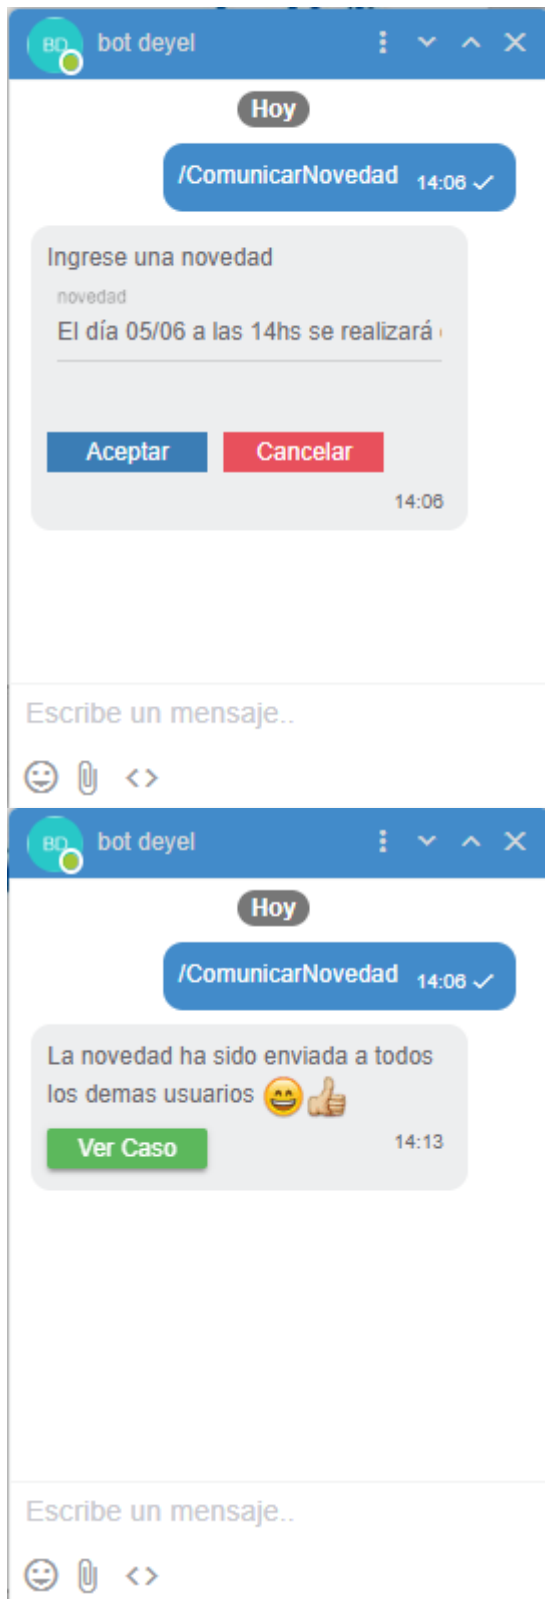 BD bot deyel
Hoy
/ComunicarNovedad 14:06
Ingrese una novedad
novedad
El día 05/06 a las 14hs se realizará
Aceptar Cancelar
14:06
Escribe un mensaje..
BD bot deyel
Hoy
/ComunicarNovedad 14:06
La novedad ha sido enviada a todos
los demas usuarios 😄👍
Ver Caso 14:13
Escribe un mensaje..